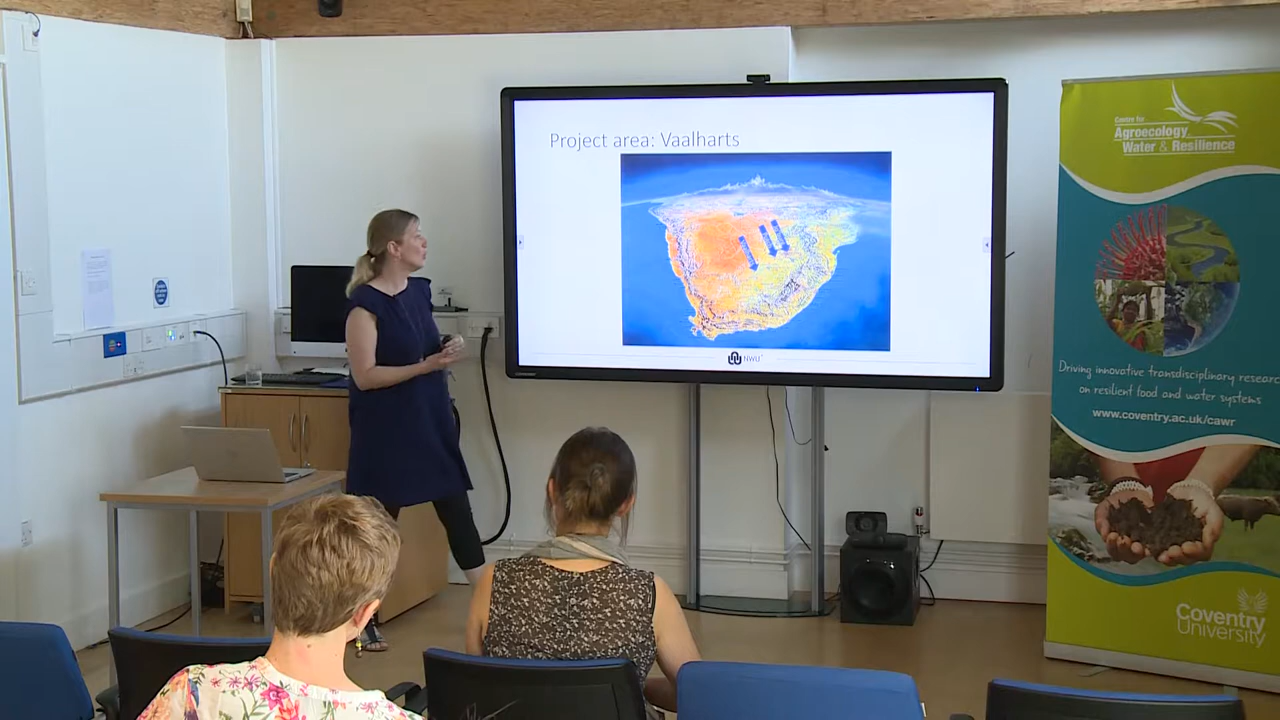 Project area: Vaalharts
NWU
Centre for
Agroecology,
Water & Resilience
Driving innovative transdisciplinary
on resilient food and water systems
www.coventry.ac.uk/cawr
Coventry
University